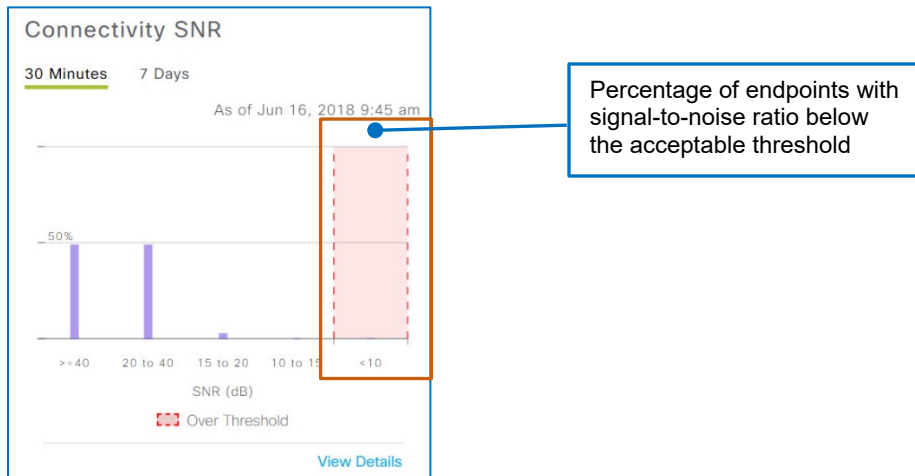 Connectivity SNR
30 Minutes 7 Days
As of Jun 16, 2018 9:45 am
50%
>=40 20 to 40 15 to 20 10 to 15 <10
SNR (dB)
Over Threshold
View Details
Percentage of endpoints with
signal-to-noise ratio below
the acceptable threshold